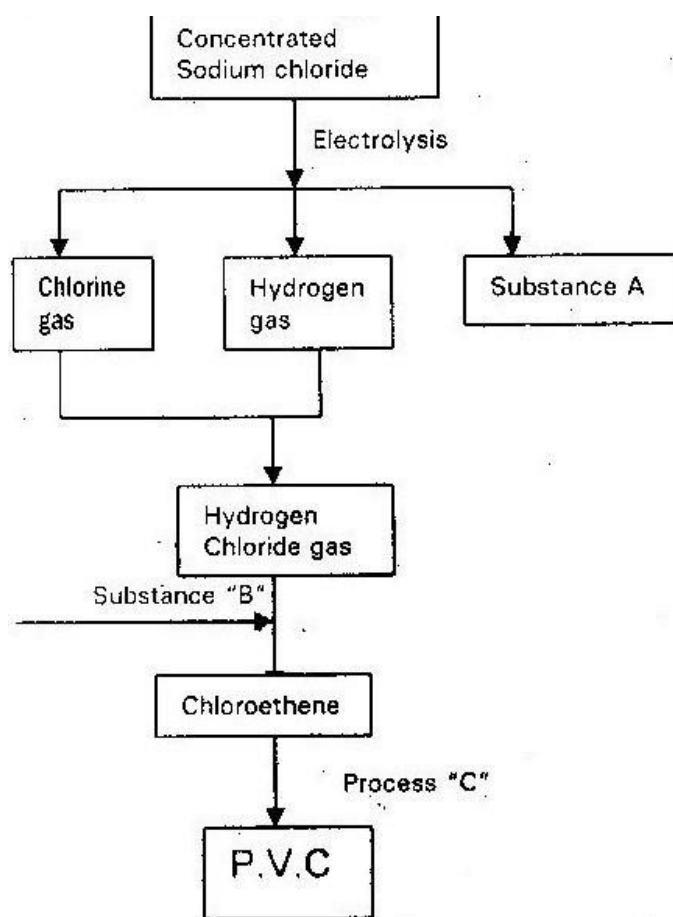 Concentrated
Sodium chloride
Electrolysis
Chlorine
gas
Hydrogen
gas
Substance A
Hydrogen
Chloride gas
Substance "B"
Chloroethene
Process "C"
P.V.C